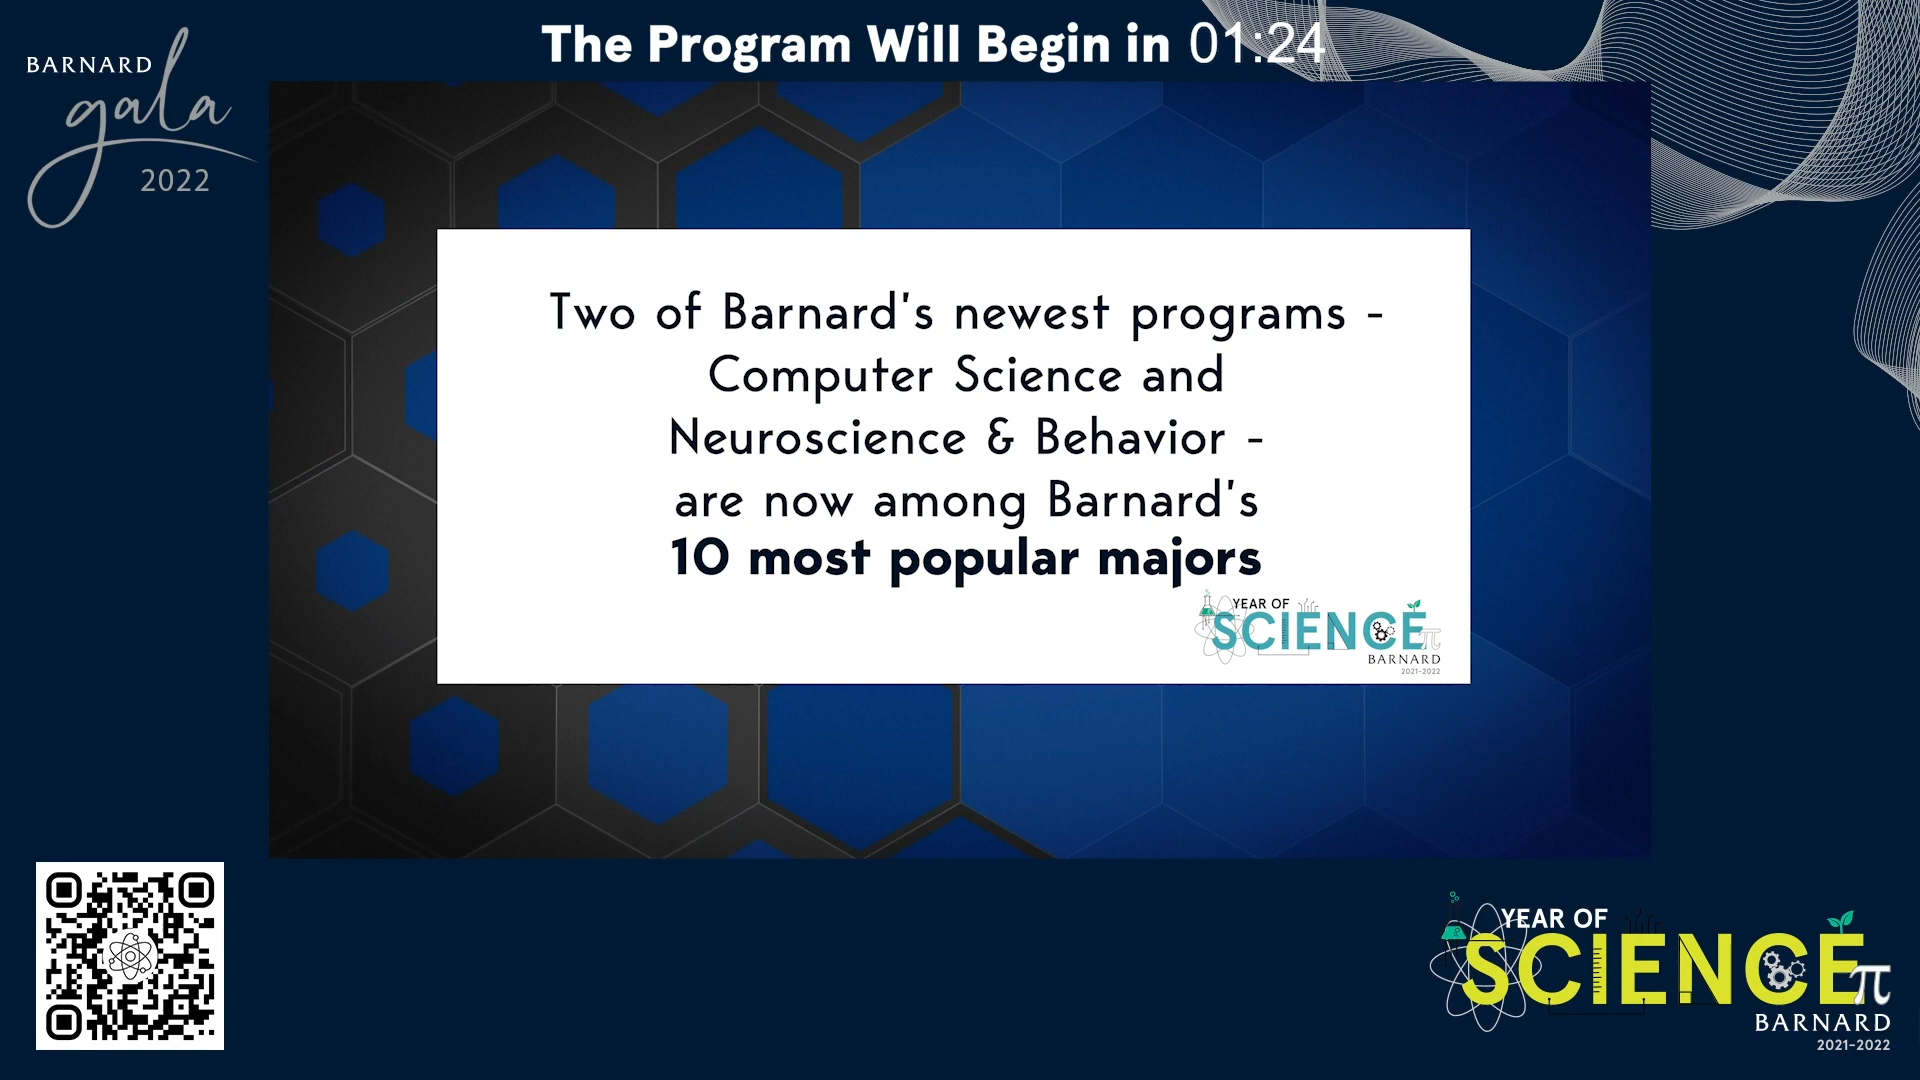 The Program Will Begin in 01:24
BARNARD
gala
2022
Two of Barnard's newest programs -
Computer Science and
Neuroscience & Behavior -
are now among Barnard's
10 most popular majors
YEAR OF
SCIENCE
π
BARNARD
2021-2022
YEAR OF
SCIENCE
π
BARNARD
2021-2022